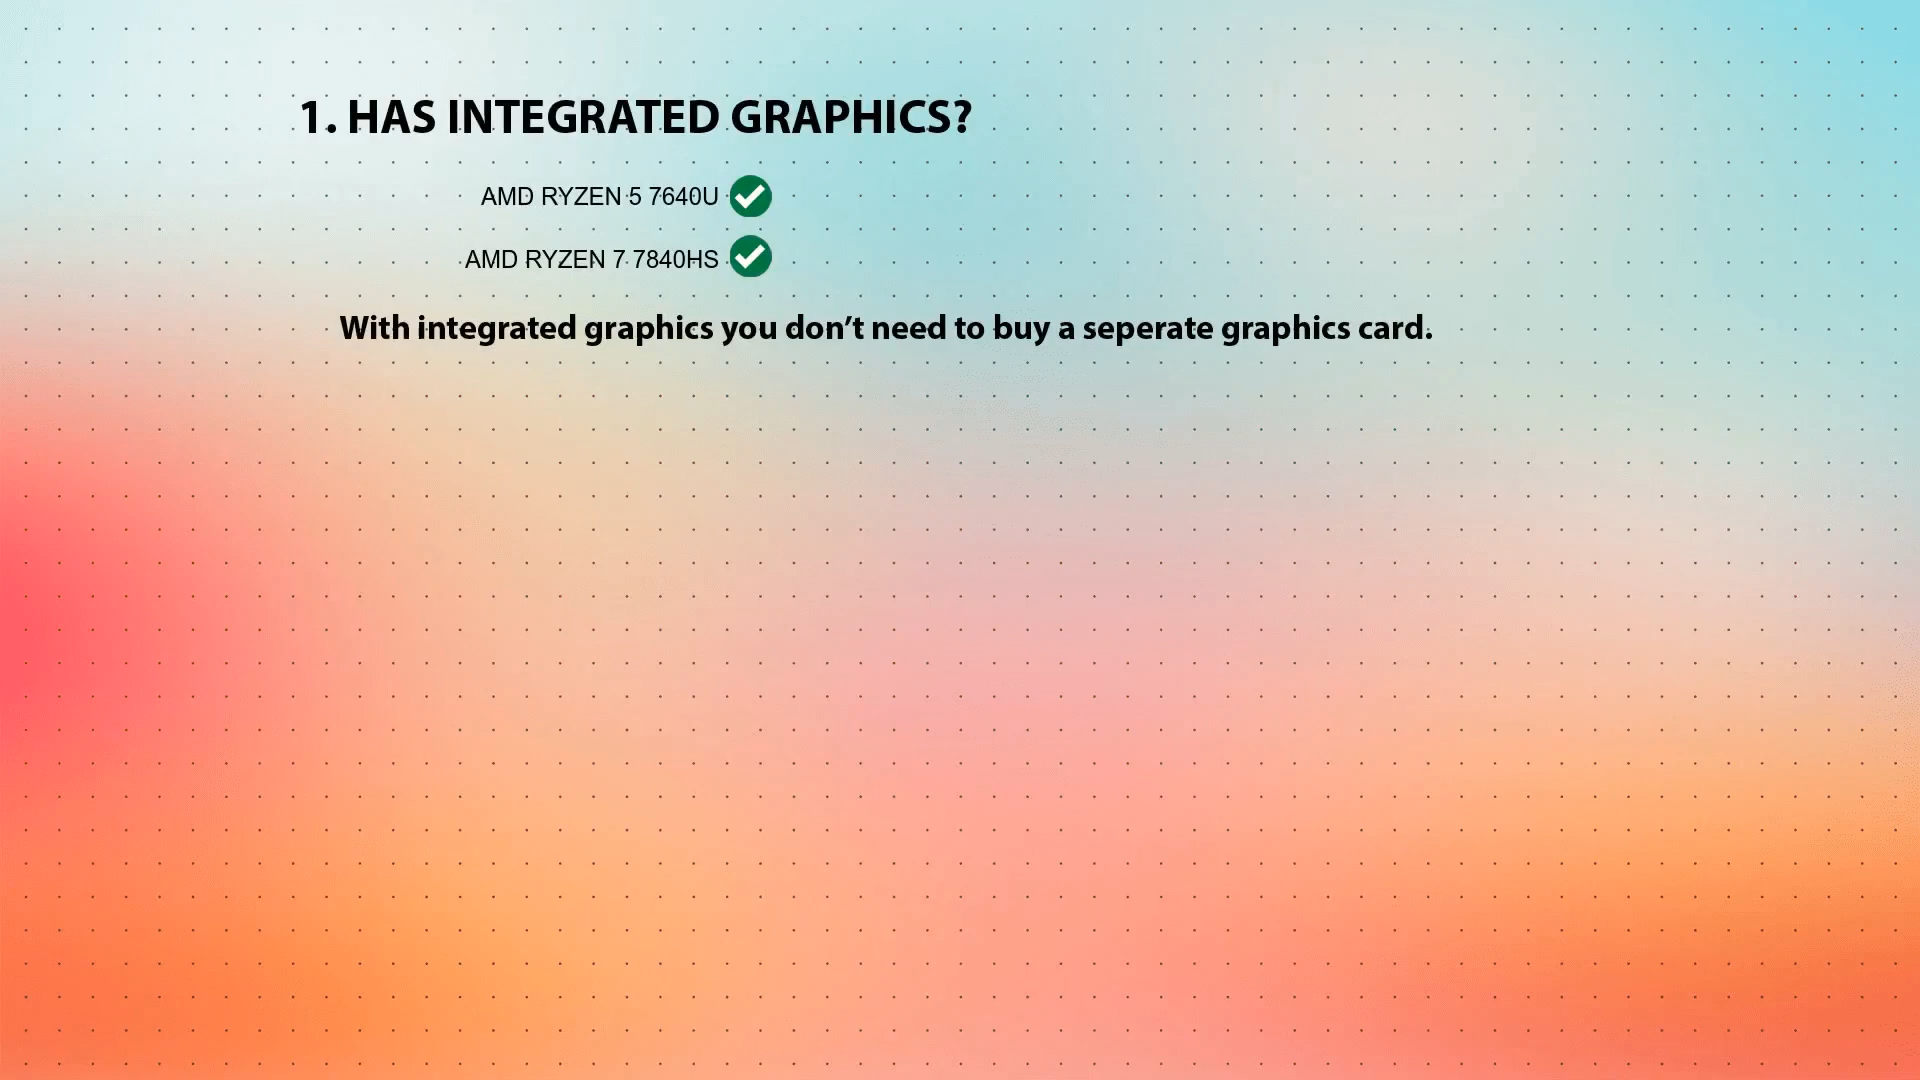 1. HAS INTEGRATED GRAPHICS?
AMD RYZEN 5 7640U
AMD RYZEN 7 7840HS
With integrated graphics you don’t need to buy a seperate graphics card.